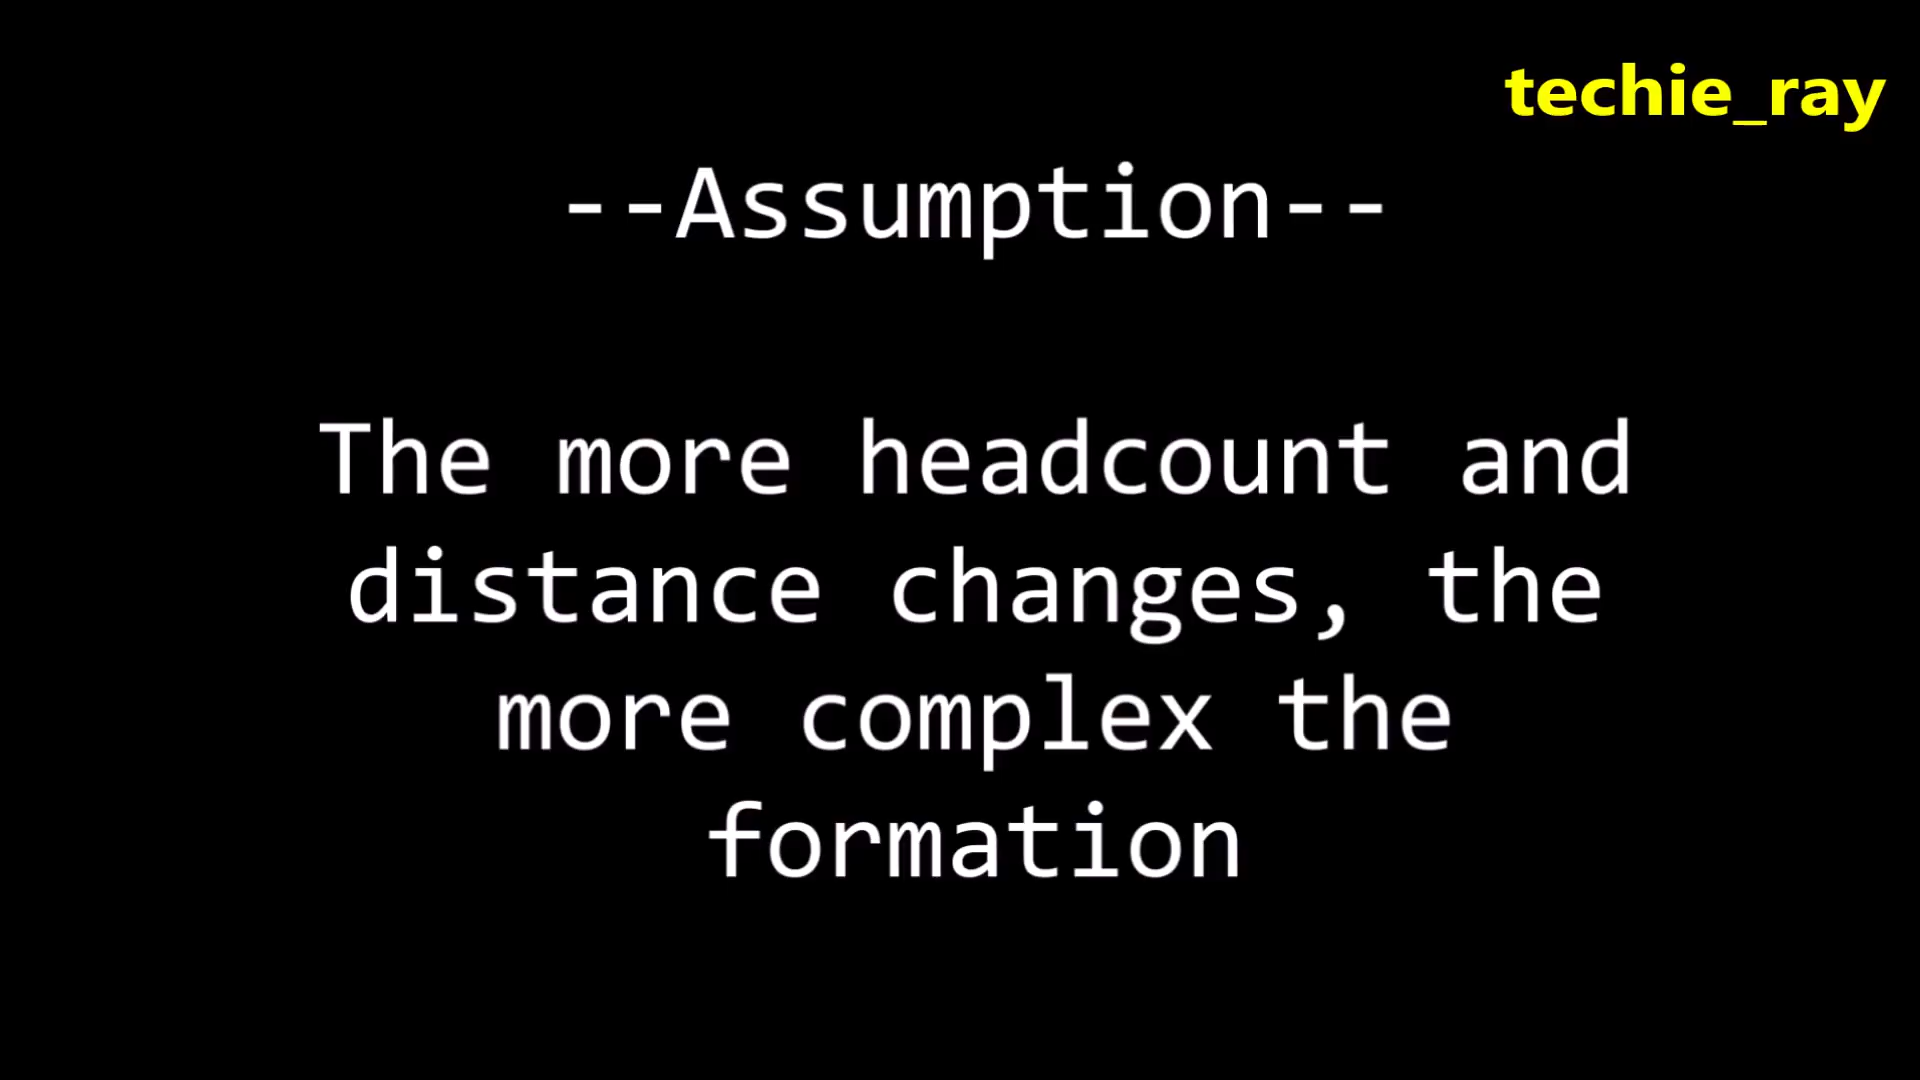 techie_ray
--Assumption--
The more headcount and
distance changes, the
more complex the
formation